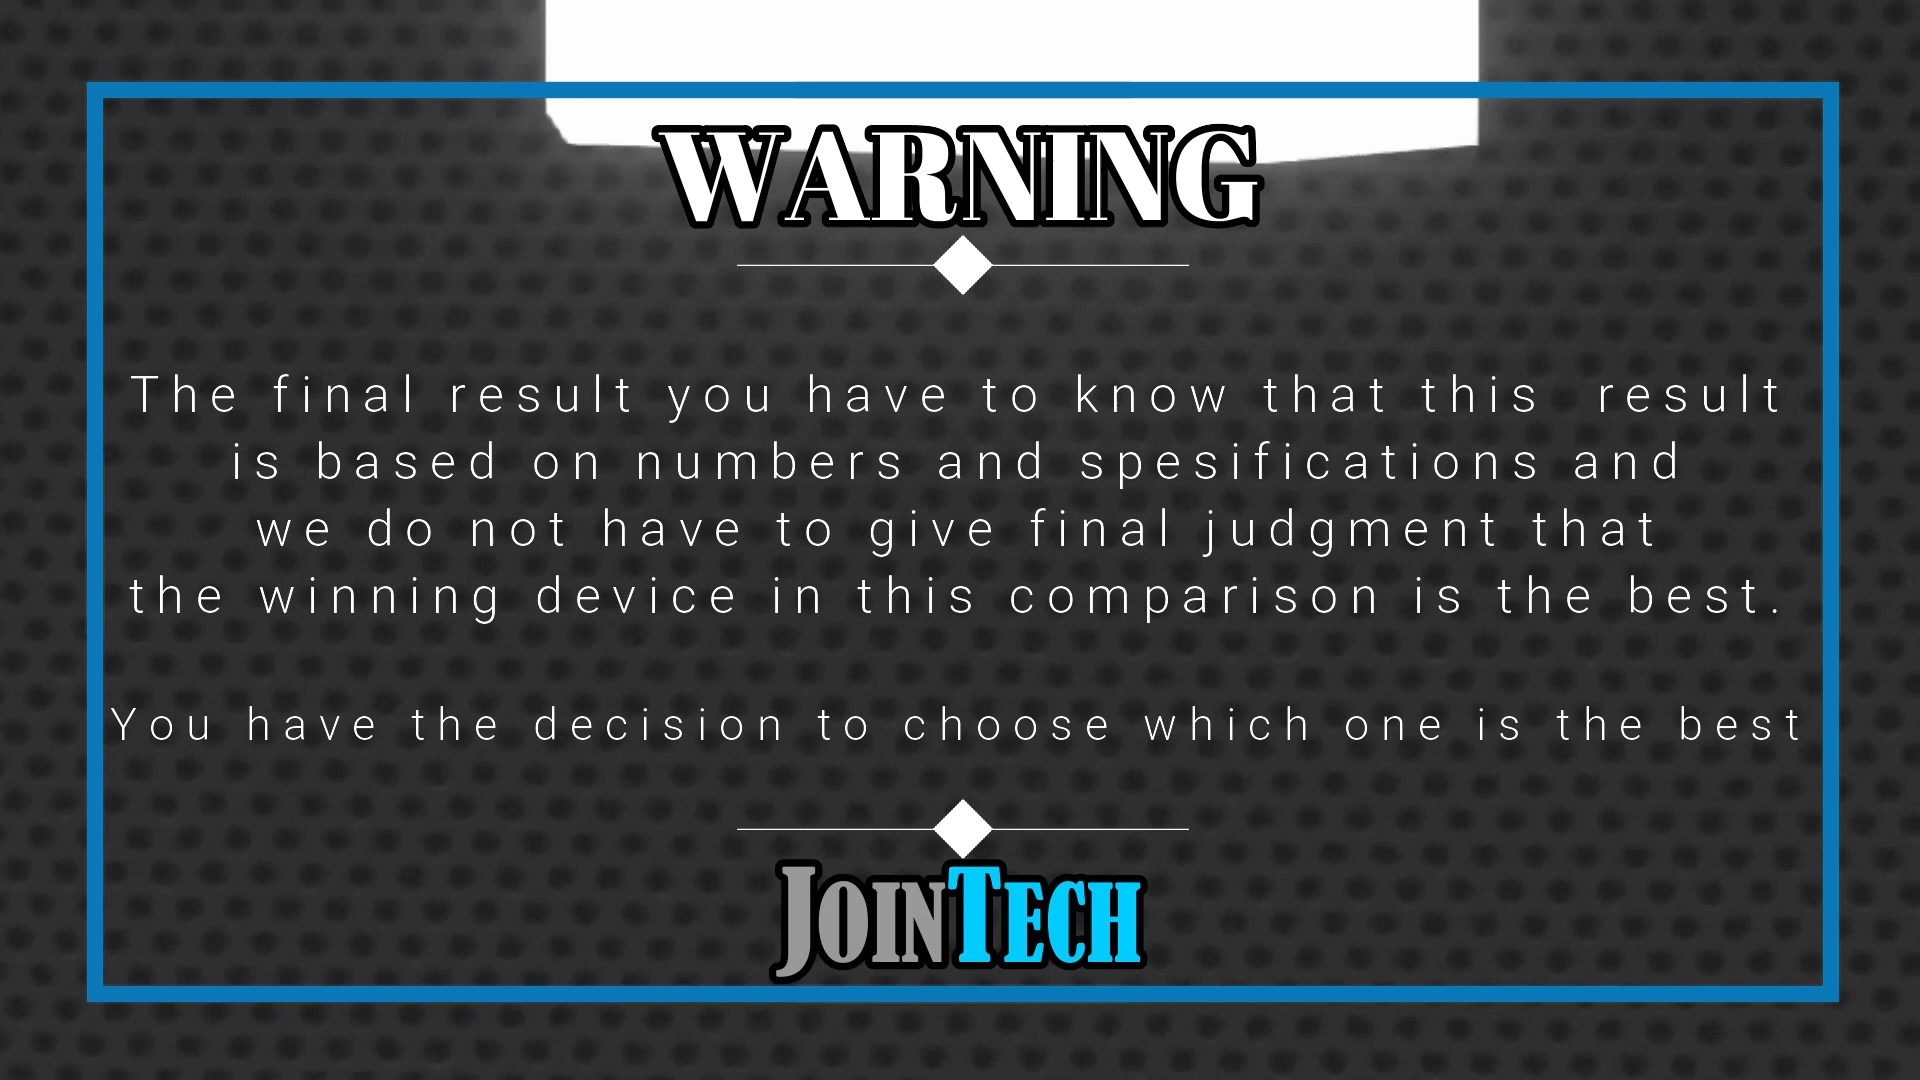 WARNING
The final result you have to know that this  result
is based on numbers and spesifications and
we do not have to give final judgment that
the winning device in this comparison is the best.
You have the decision to choose which one is the best
JOINTECH